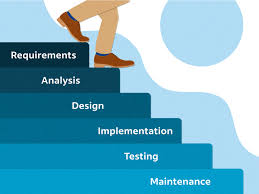 Requirements
Analysis
Design
Implementation
Testing
Maintenance